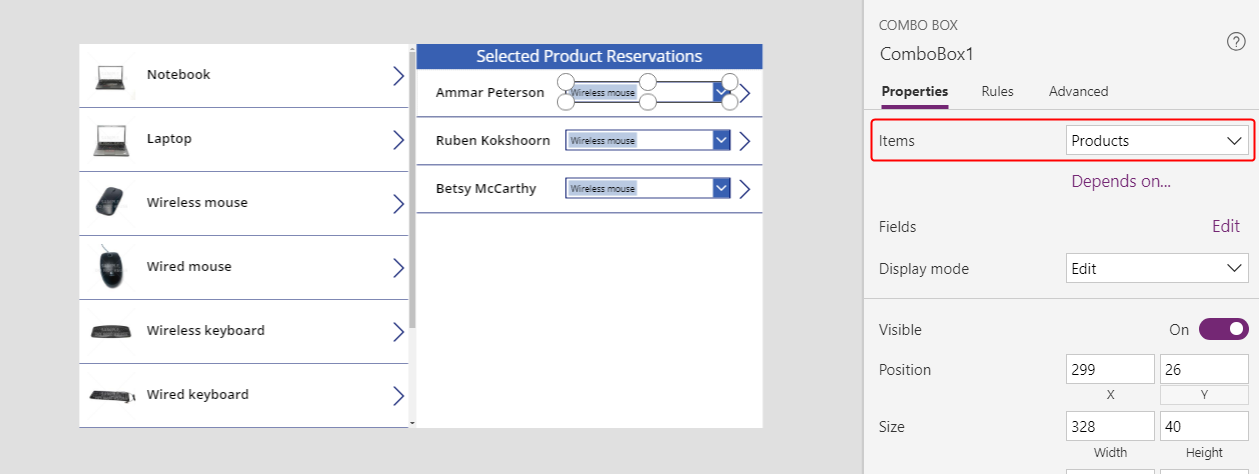 Notebook
Laptop
Wireless mouse
Wired mouse
Wireless keyboard
Wired keyboard
Selected Product Reservations
Ammar Peterson
Wireless mouse
Ruben Kokshoorn
Wireless mouse
Betsy McCarthy
Wireless mouse
COMBO BOX
ComboBox1
?
Properties Rules Advanced
Items Products
Depends on...
Fields Edit
Display mode Edit
Visible On
Position 299 26
X Y
Size 328 40
Width Height